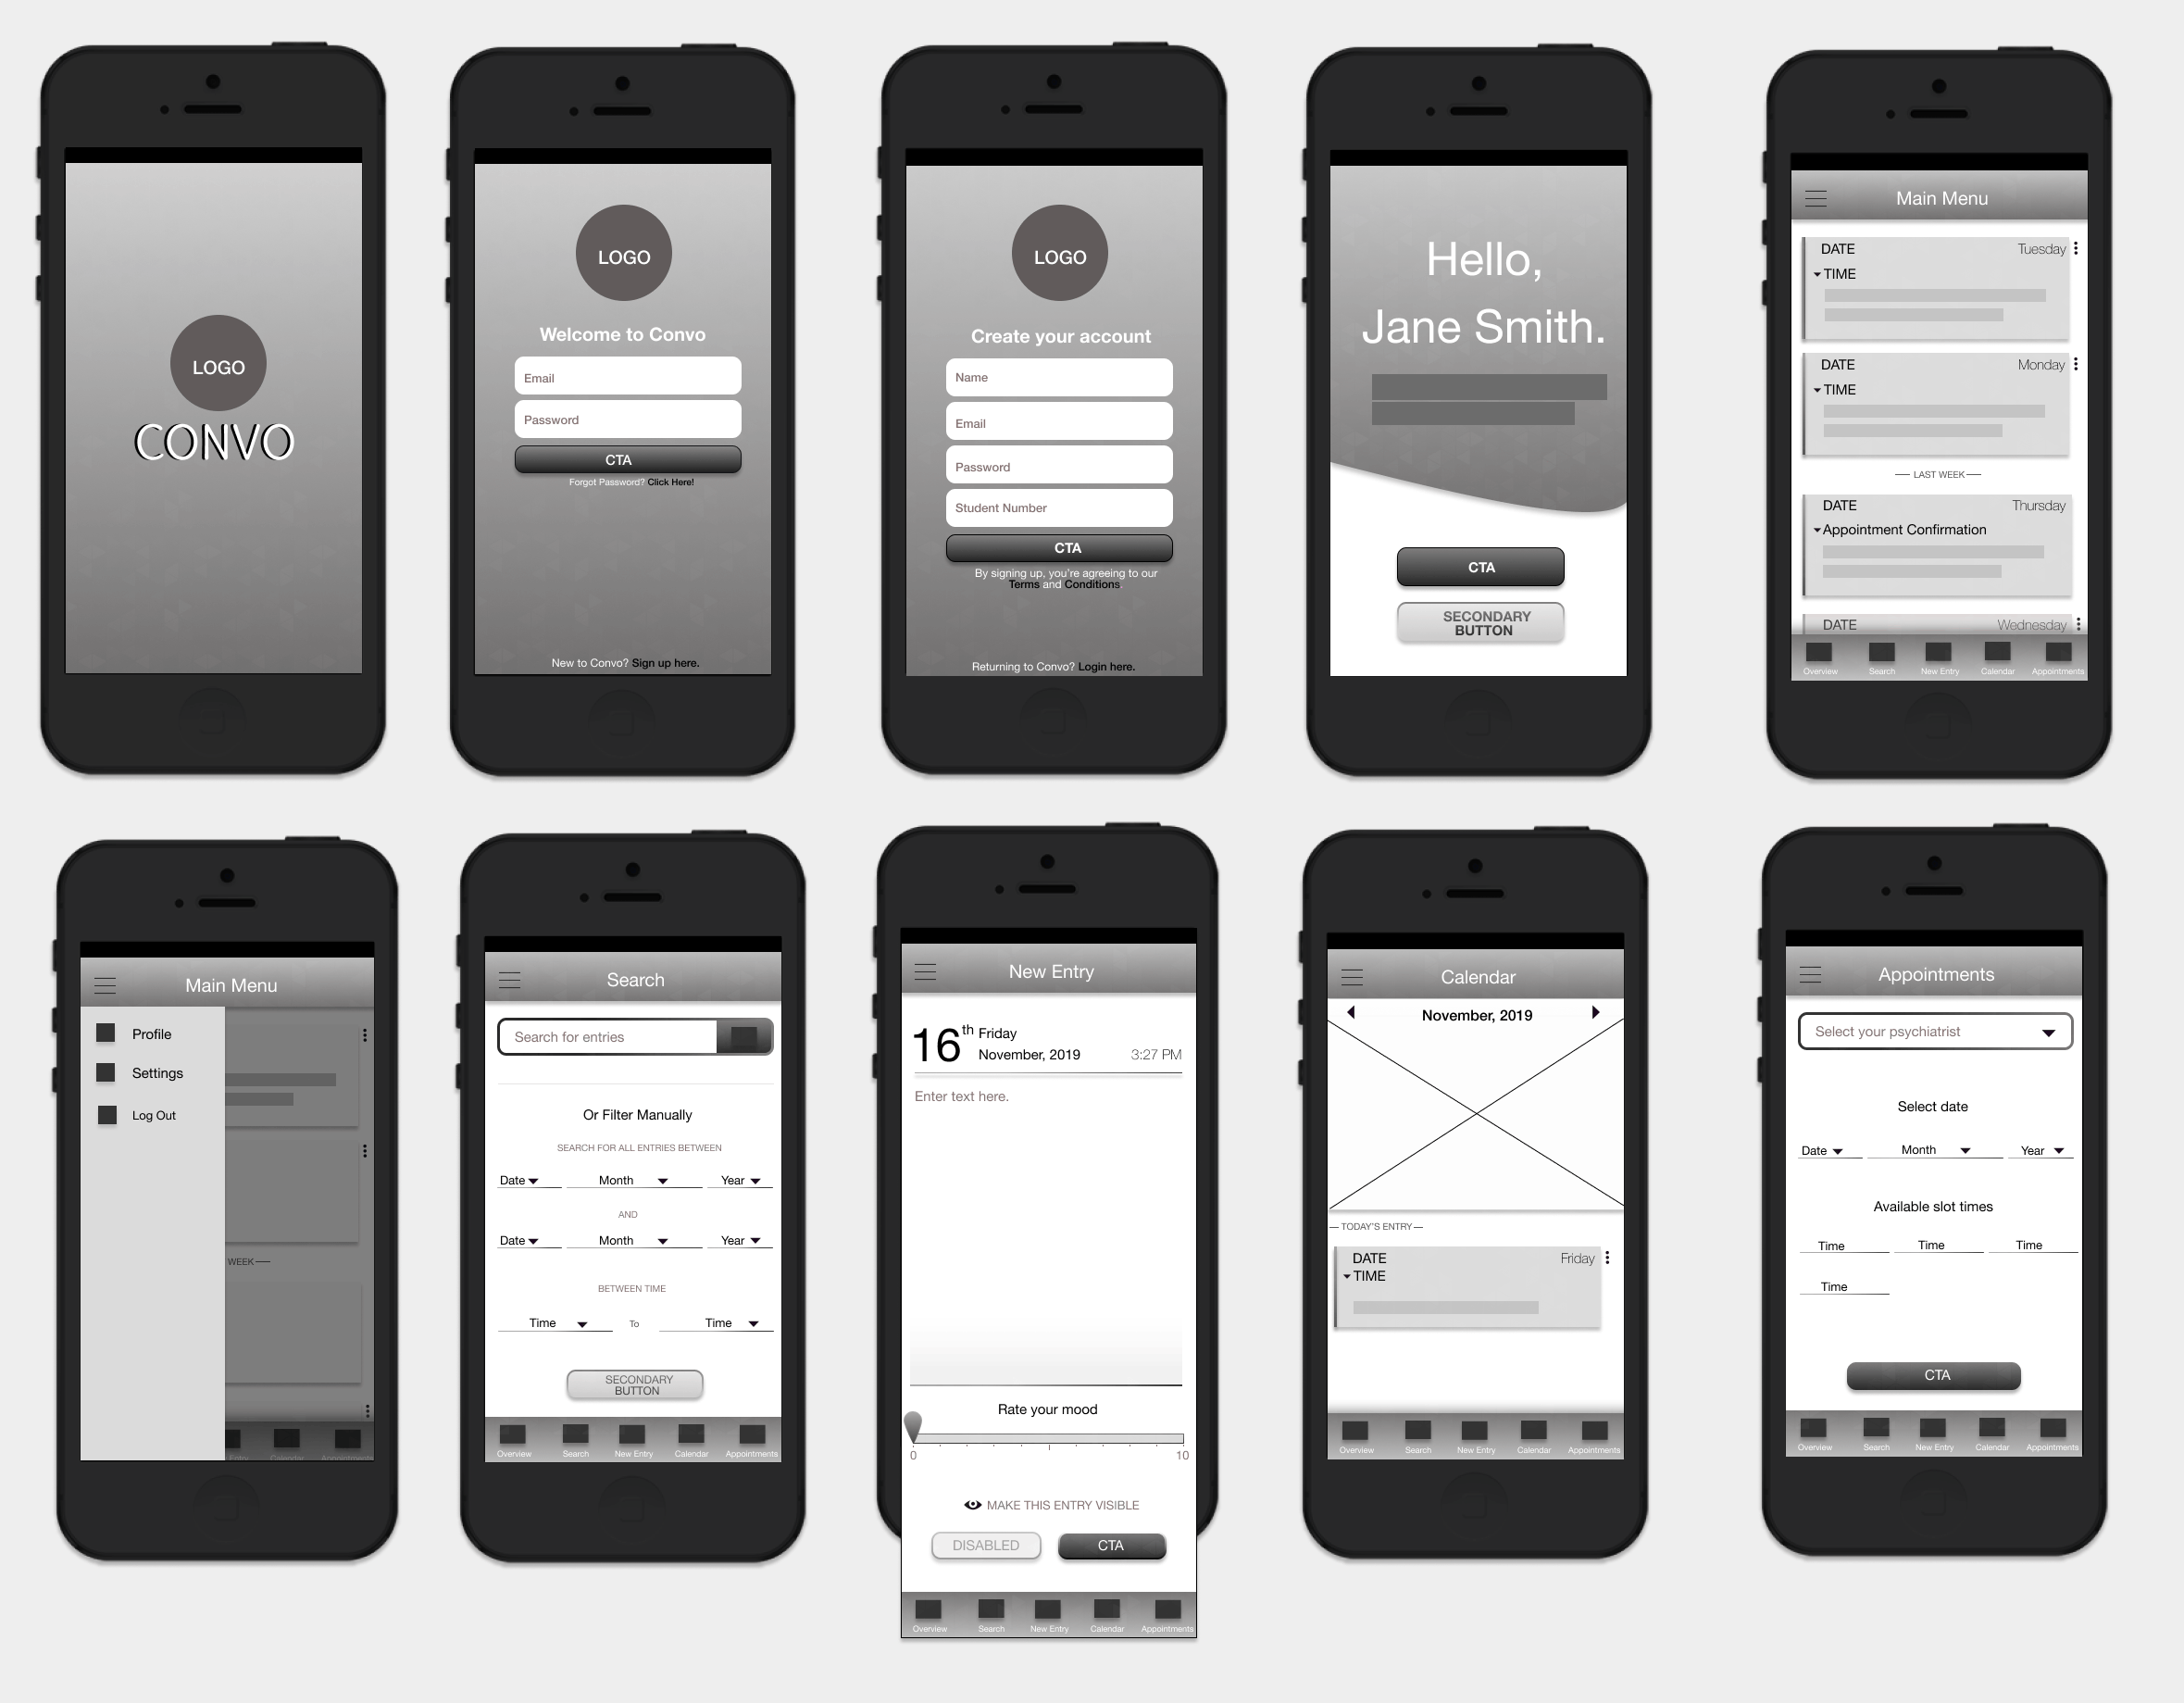 LOGO
CONVO
LOGO
Welcome to Convo
Email
Password
CTA
Forgot Password? Click Here!
New to Convo? Sign up here.
LOGO
Create your account
Name
Email
Password
Student Number
CTA
By signing up, you're agreeing to our
Terms and Conditions.
Returning to Convo? Login here.
Hello,
Jane Smith.
CTA
SECONDARY
BUTTON
Main Menu
DATE Tuesday
TIME
DATE Monday
TIME
LAST WEEK
DATE Thursday
Appointment Confirmation
DATE Wednesday
Overview Search New Entry Calendar Appointments
Main Menu
Profile
Settings
Log Out
WEEK
Entry Calendar Appointments
Search
Search for entries
Or Filter Manually
SEARCH FOR ALL ENTRIES BETWEEN
Date Month Year
AND
Date Month Year
BETWEEN TIME
Time To Time
SECONDARY
BUTTON
Overview Search New Entry Calendar Appointments
New Entry
16th Friday
November, 2019 3:27 PM
Enter text here.
Rate your mood
0 10
MAKE THIS ENTRY VISIBLE
DISABLED CTA
Overview Search New Entry Calendar Appointments
Calendar
November, 2019
TODAY'S ENTRY
DATE Friday
TIME
Overview Search New Entry Calendar Appointments
Appointments
Select your psychiatrist
Select date
Date Month Year
Available slot times
Time Time Time
Time
CTA
Overview Search New Entry Calendar Appointments